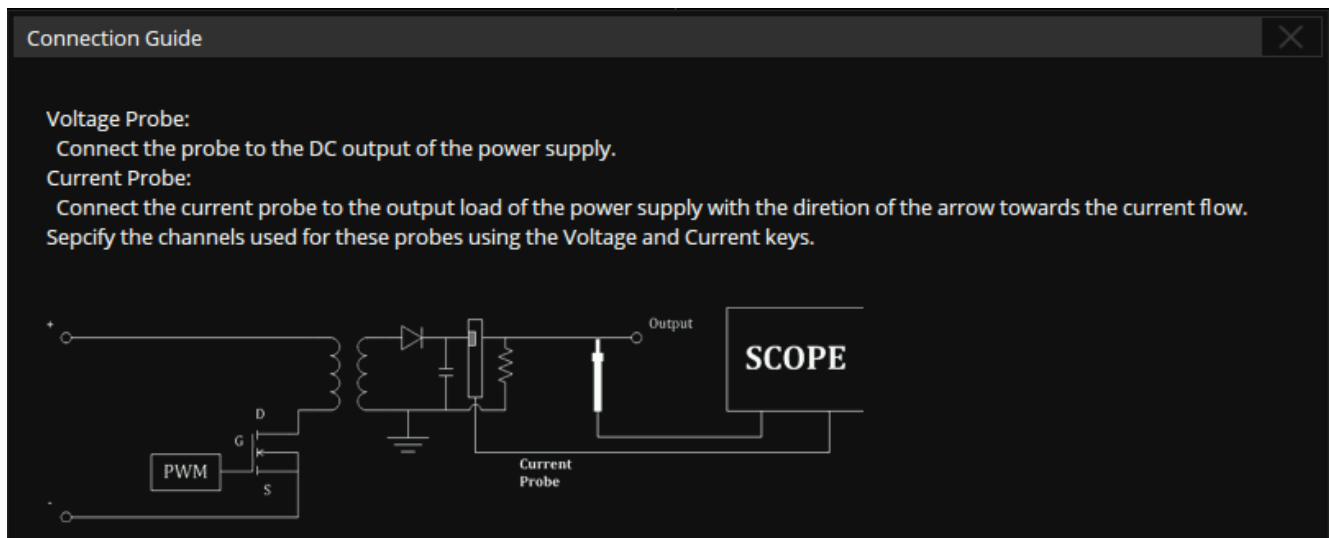 Connection Guide
Voltage Probe:
Connect the probe to the DC output of the power supply.
Current Probe:
Connect the current probe to the output load of the power supply with the diretion of the arrow towards the current flow.
Sepcify the channels used for these probes using the Voltage and Current keys.
+
Output
SCOPE
D
G
PWM
S
Current
Probe
-